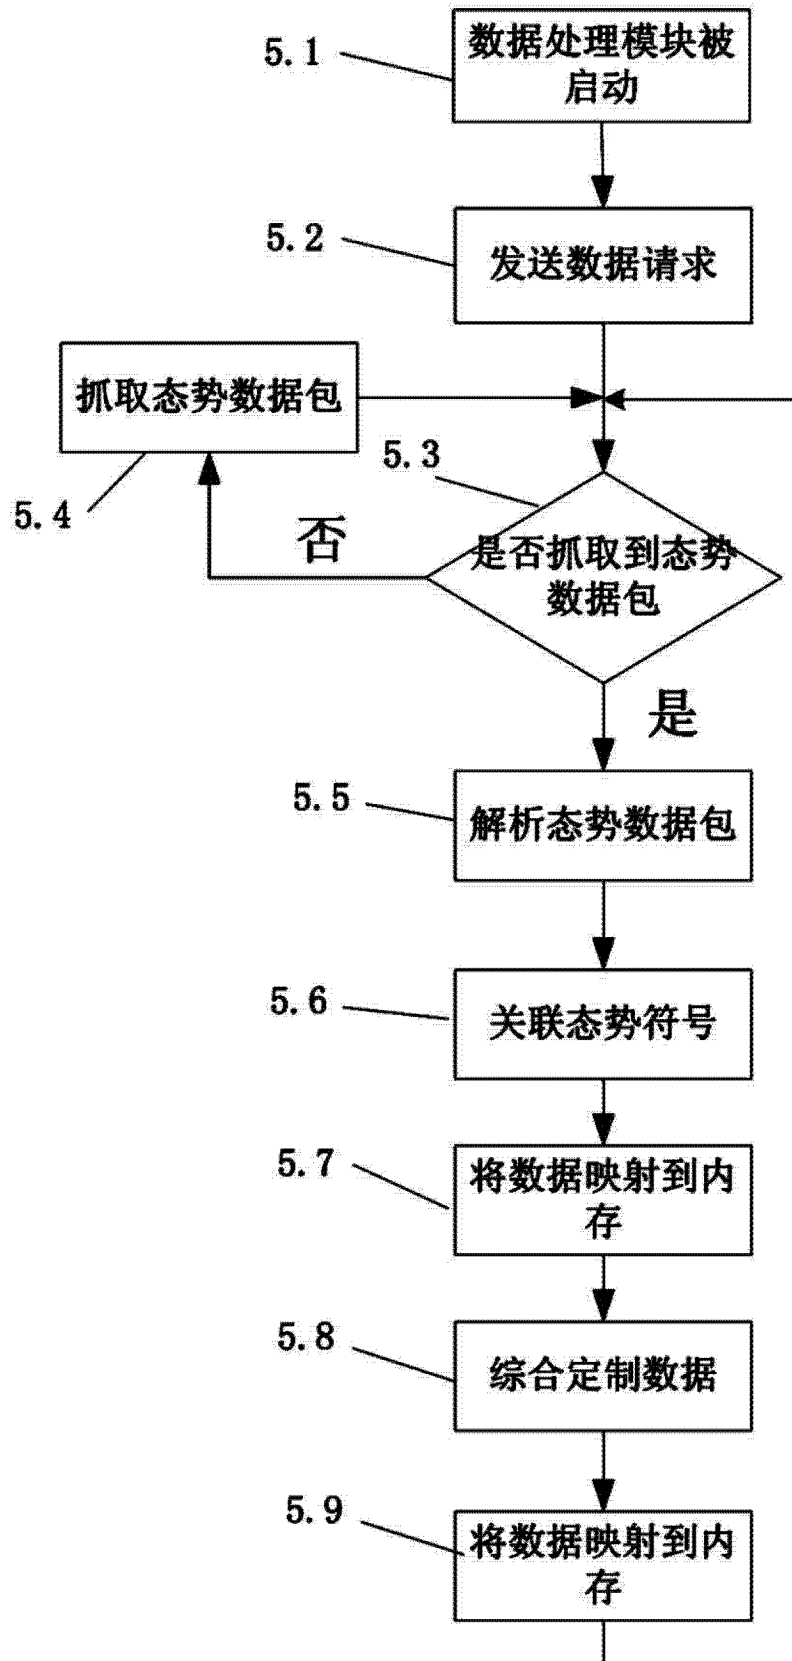 5.1
数据处理模块被
启动
5.2
发送数据请求
抓取态势数据包
5.3
5.4
否
是否抓取到态势
数据包
是
5.5
解析态势数据包
5.6
关联态势符号
5.7
将数据映射到内
存
5.8
综合定制数据
5.9
将数据映射到内
存